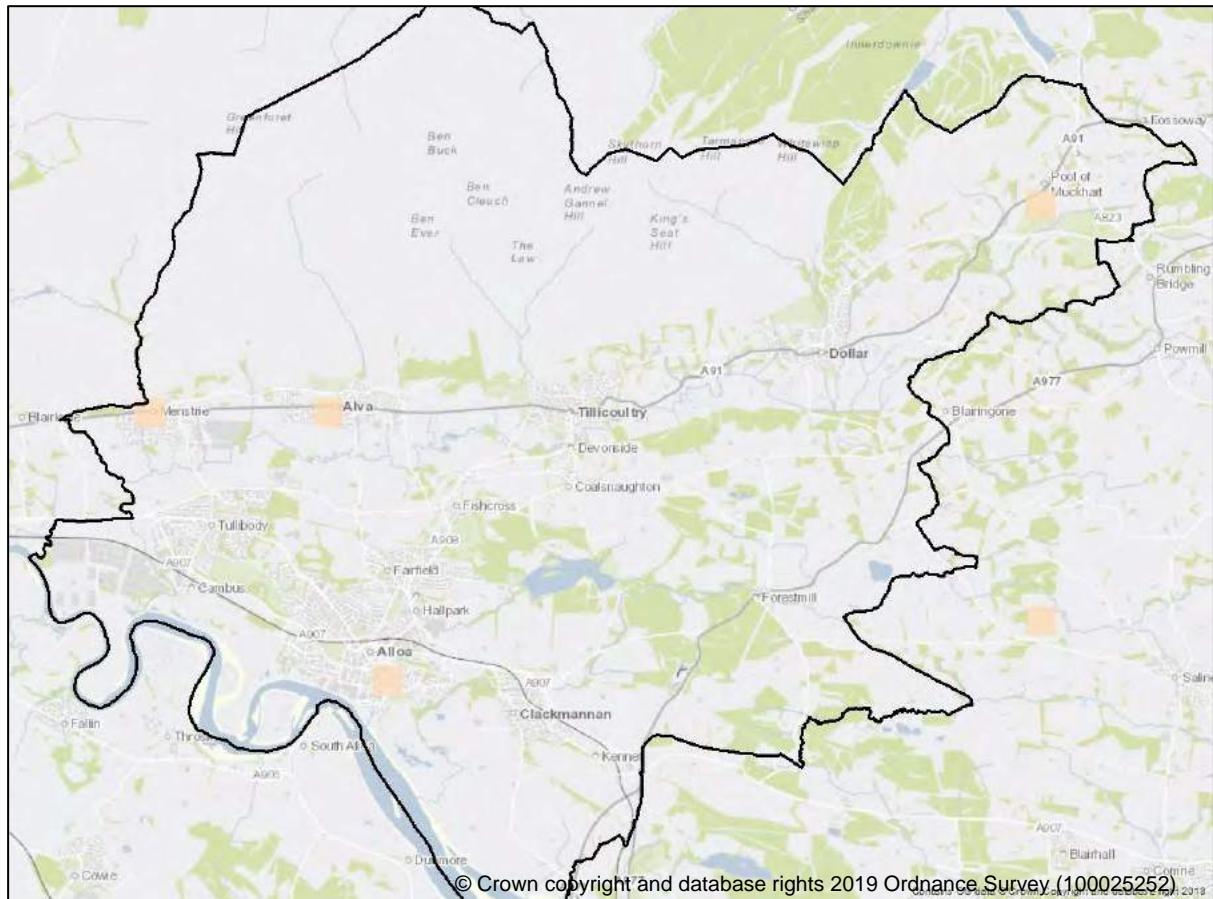 Innerdownie
Greenforet
Hill
Ben
Buck
Ben
Cleuch
Ben
Ever
The
Law
Andrew
Gannel
Hill
King's
Seat
Hill
Skythorn
Hill
Tarmangie
Hill
Whitewisp
Hill
A91
Fossoway
Pool of
Muckhart
A823
Rumbling
Bridge
Powmill
A977
Dollar
A91
Blairingone
Menstrie
Alva
Tillicoultry
Devonside
Coalsnaughton
Fishcross
Tullibody
A908
A907
Cambus
Fairfield
Hallpark
Forestmill
A907
Alloa
A907
Clackmannan
Saline
Fallin
South Alloa
A905
Kennet
Dunmore
Cowie
A907
Blairhall
© Crown copyright and database rights 2019 Ordnance Survey (100025252)